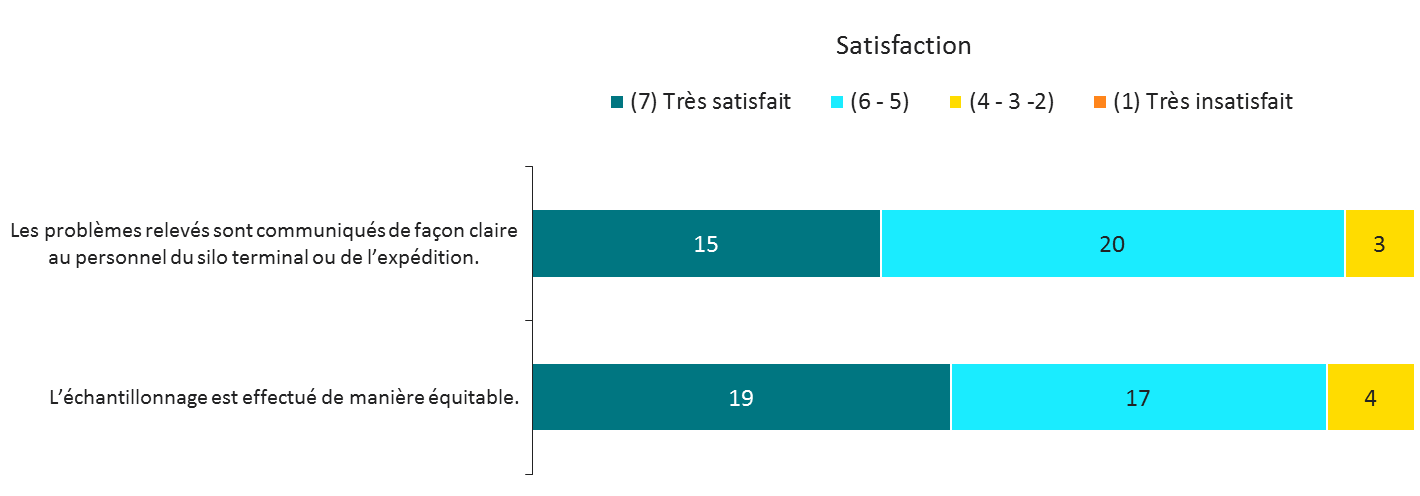 Satisfaction
(7) Très satisfait (6 - 5) (4 - 3 -2) (1) Très insatisfait
Les problèmes relevés sont communiqués de façon claire
au personnel du silo terminal ou de l’expédition.
15 20 3
L’échantillonnage est effectué de manière équitable.
19 17 4